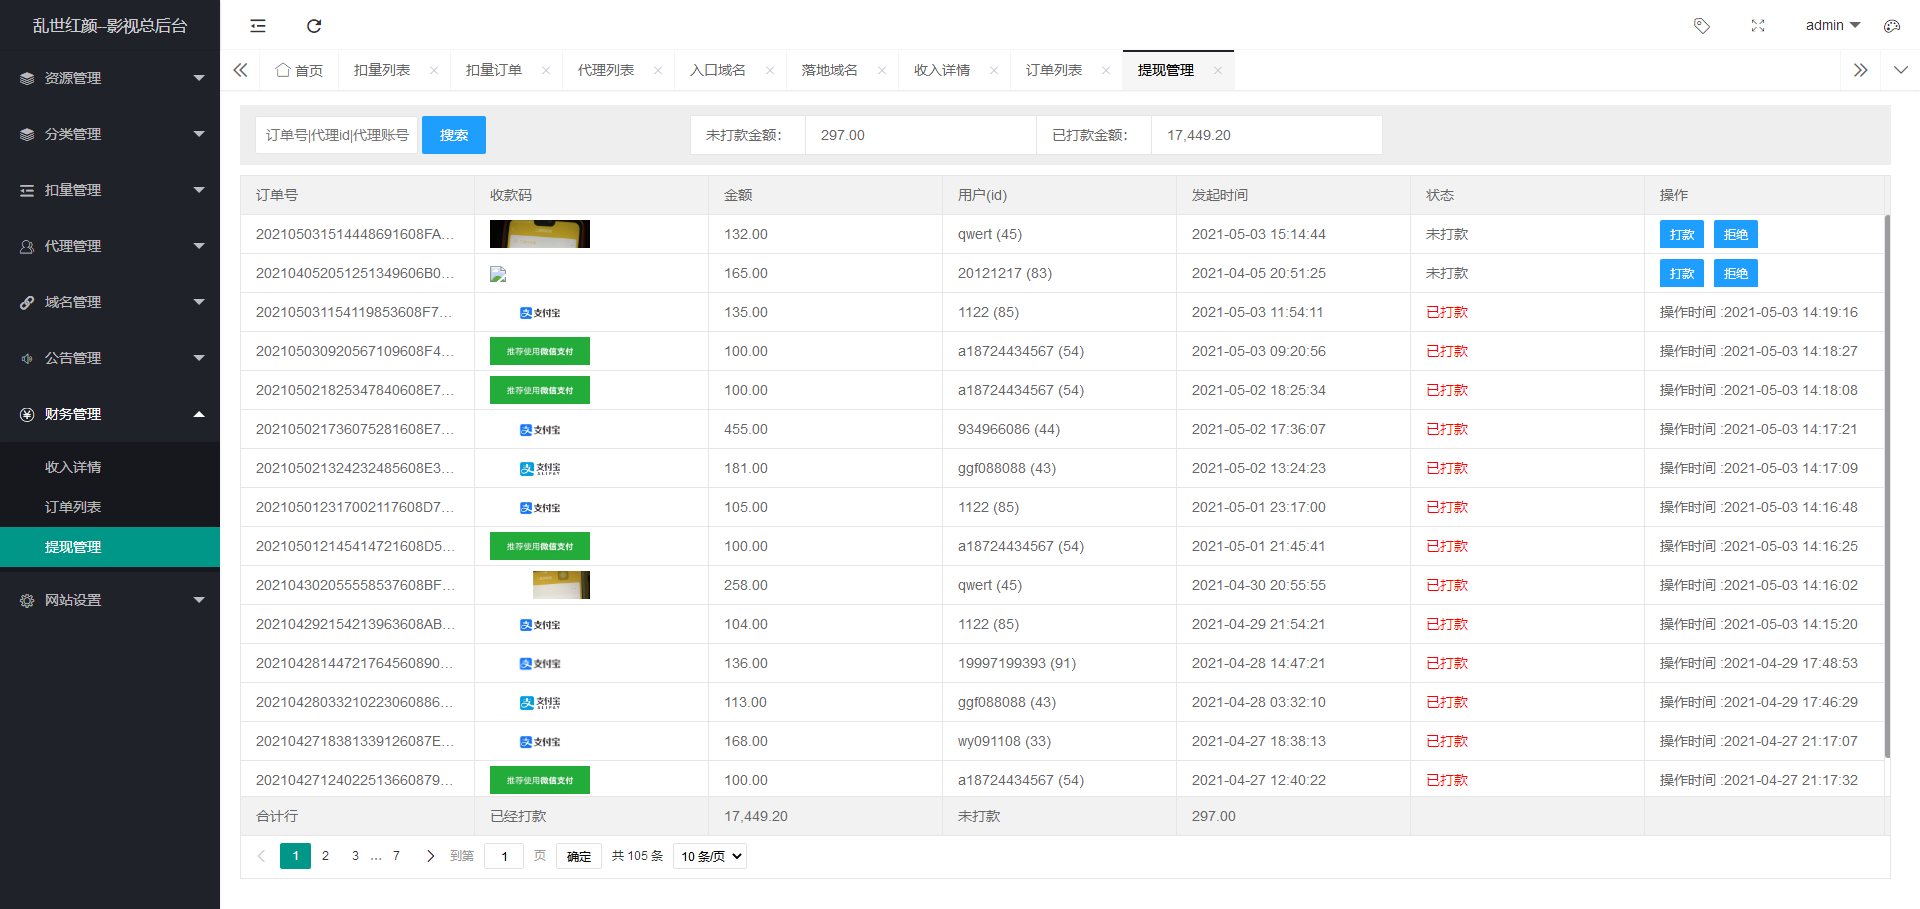 乱世红颜--影视总后台
admin
首页
扣量列表
扣量订单
代理列表
入口域名
落地域名
收入详情
订单列表
提现管理
资源管理
分类管理
扣量管理
代理管理
域名管理
公告管理
财务管理
收入详情
订单列表
提现管理
网站设置
订单号|代理id|代理账号 搜索 未打款金额: 297.00 已打款金额: 17,449.20
订单号 收款码 金额 用户(id) 发起时间 状态 操作
202105031514448691608FA... 132.00 qwert (45) 2021-05-03 15:14:44 未打款 打款 拒绝
202104052051251349606B0... 165.00 20121217 (83) 2021-04-05 20:51:25 未打款 打款 拒绝
202105031154119853608F7... 支付宝 135.00 1122 (85) 2021-05-03 11:54:11 已打款 操作时间 :2021-05-03 14:19:16
202105030920567109608F4... 推荐使用微信支付 100.00 a18724434567 (54) 2021-05-03 09:20:56 已打款 操作时间 :2021-05-03 14:18:27
202105021825347840608E7... 推荐使用微信支付 100.00 a18724434567 (54) 2021-05-02 18:25:34 已打款 操作时间 :2021-05-03 14:18:08
202105021736075281608E7... 支付宝 455.00 934966086 (44) 2021-05-02 17:36:07 已打款 操作时间 :2021-05-03 14:17:21
202105021324232485608E3... 支付宝 181.00 ggf088088 (43) 2021-05-02 13:24:23 已打款 操作时间 :2021-05-03 14:17:09
202105012317002117608D7... 支付宝 105.00 1122 (85) 2021-05-01 23:17:00 已打款 操作时间 :2021-05-03 14:16:48
202105012145414721608D5... 推荐使用微信支付 100.00 a18724434567 (54) 2021-05-01 21:45:41 已打款 操作时间 :2021-05-03 14:16:25
202104302055558537608BF... 258.00 qwert (45) 2021-04-30 20:55:55 已打款 操作时间 :2021-05-03 14:16:02
202104292154213963608AB... 支付宝 104.00 1122 (85) 2021-04-29 21:54:21 已打款 操作时间 :2021-05-03 14:15:20
20210428144721764560890... 支付宝 136.00 19997199393 (91) 2021-04-28 14:47:21 已打款 操作时间 :2021-04-29 17:48:53
20210428033210223060886... 支付宝 113.00 ggf088088 (43) 2021-04-28 03:32:10 已打款 操作时间 :2021-04-29 17:46:29
202104271838133912​6087E... 支付宝 168.00 wy091108 (33) 2021-04-27 18:38:13 已打款 操作时间 :2021-04-27 21:17:07
202104271240225136​60879... 推荐使用微信支付 100.00 a18724434567 (54) 2021-04-27 12:40:22 已打款 操作时间 :2021-04-27 21:17:32
合计行 已经打款 17,449.20 未打款 297.00
1 2 3 ... 7 到第 1 页 确定 共 105 条 10 条/页